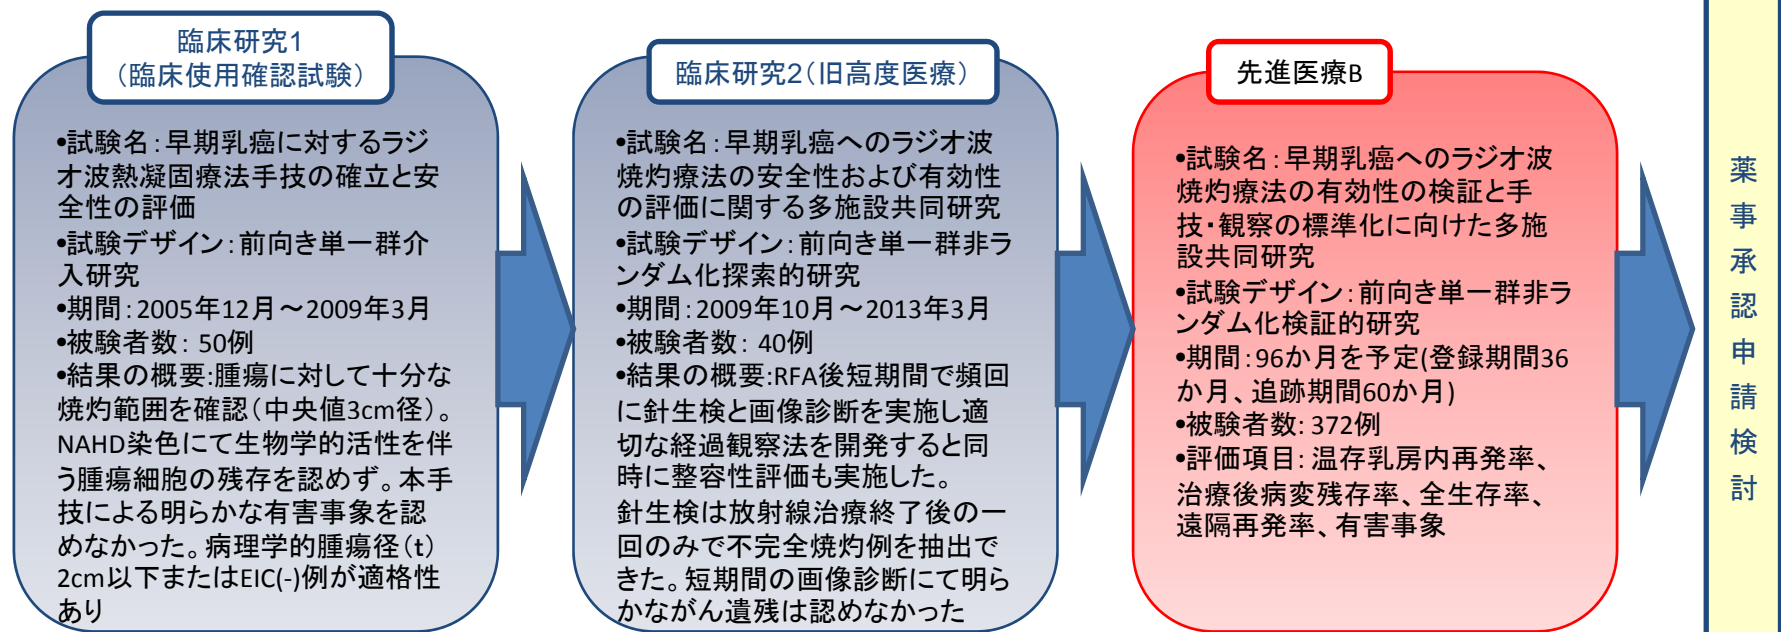 臨床研究1
（臨床使用確認試験）
•試験名：早期乳癌に対するラジ
オ波熱凝固療法手技の確立と安
全性の評価
•試験デザイン：前向き単一群介
入研究
•期間：2005年12月～2009年3月
•被験者数： 50例
•結果の概要:腫瘍に対して十分な
焼灼範囲を確認（中央値3cm径）。
NAHD染色にて生物学的活性を伴
う腫瘍細胞の残存を認めず。本手
技による明らかな有害事象を認
めなかった。病理学的腫瘍径（t）
2cm以下またはEIC(-)例が適格性
あり
臨床研究2（旧高度医療）
•試験名：早期乳癌へのラジオ波
焼灼療法の安全性および有効性
の評価に関する多施設共同研究
•試験デザイン：前向き単一群非ラ
ンダム化探索的研究
•期間：2009年10月～2013年3月
•被験者数： 40例
•結果の概要:RFA後短期間で頻回
に針生検と画像診断を実施し適
切な経過観察法を開発すると同
時に整容性評価も実施した。
針生検は放射線治療終了後の一
回のみで不完全焼灼例を抽出で
きた。短期間の画像診断にて明ら
かながん遺残は認めなかった
先進医療B
•試験名：早期乳癌へのラジオ波
焼灼療法の有効性の検証と手
技・観察の標準化に向けた多施
設共同研究
•試験デザイン：前向き単一群非ラ
ンダム化検証的研究
•期間：96か月を予定(登録期間36
か月、追跡期間60か月)
•被験者数: 372例
•評価項目：温存乳房内再発率、
治療後病変残存率、全生存率、
遠隔再発率、有害事象
薬事承認申請検討